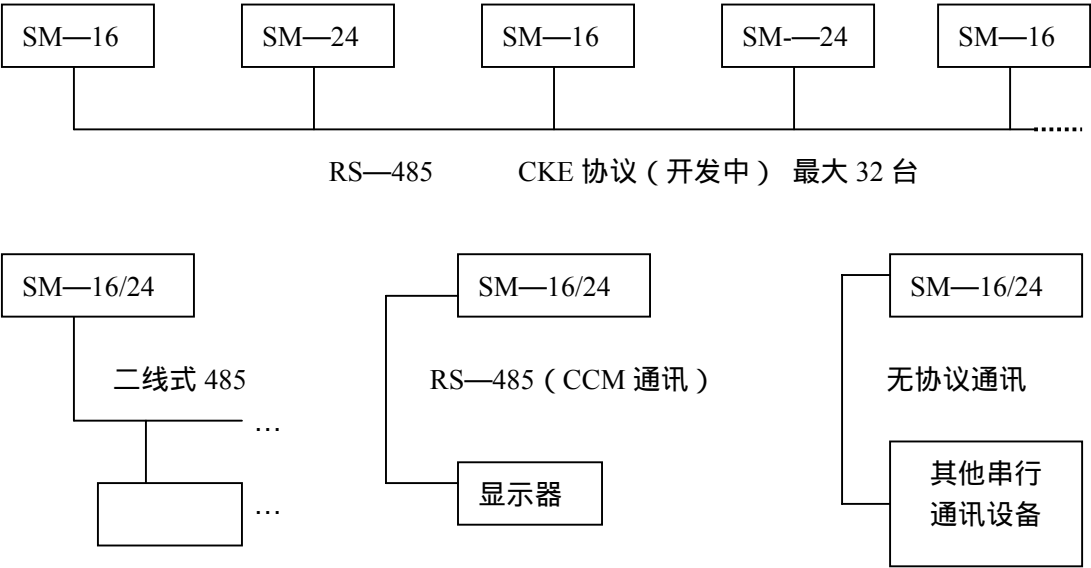 SM—16 SM—24 SM—16 SM-—24 SM—16
RS—485 CKE 协议（开发中） 最大 32 台
SM—16/24 SM—16/24 SM—16/24
二线式 485 RS—485（CCM 通讯） 无协议通讯
…
显示器 其他串行
… 通讯设备